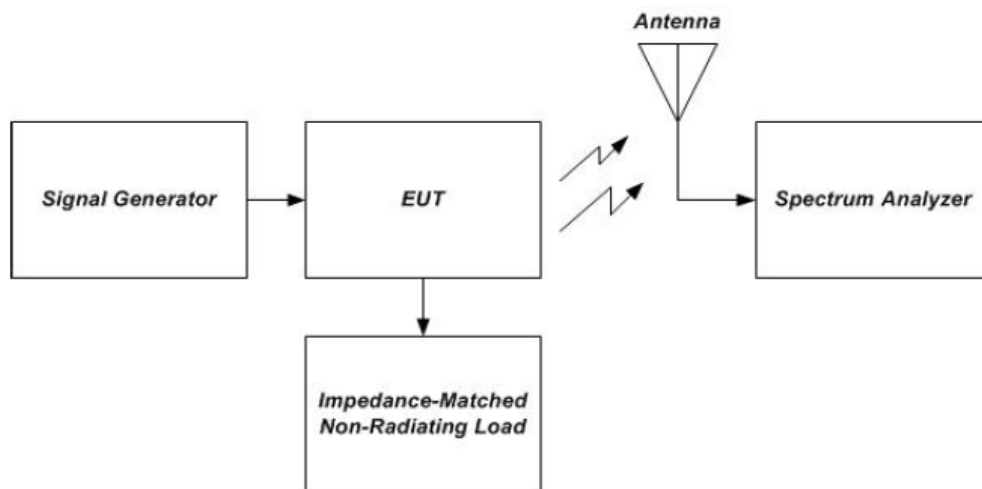 Antenna
Signal Generator
EUT
Spectrum Analyzer
Impedance-Matched
Non-Radiating Load